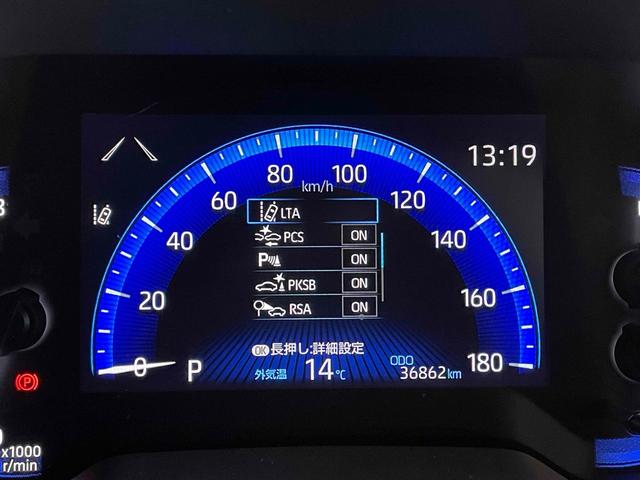 13:19
km/h
0
20
40
60
80
100
120
140
160
180
LTA
PCS ON
P ON
PKSB ON
RSA ON
OK 長押し:詳細設定
P
外気温 14℃
ODO
36862km
P
x1000
r/min